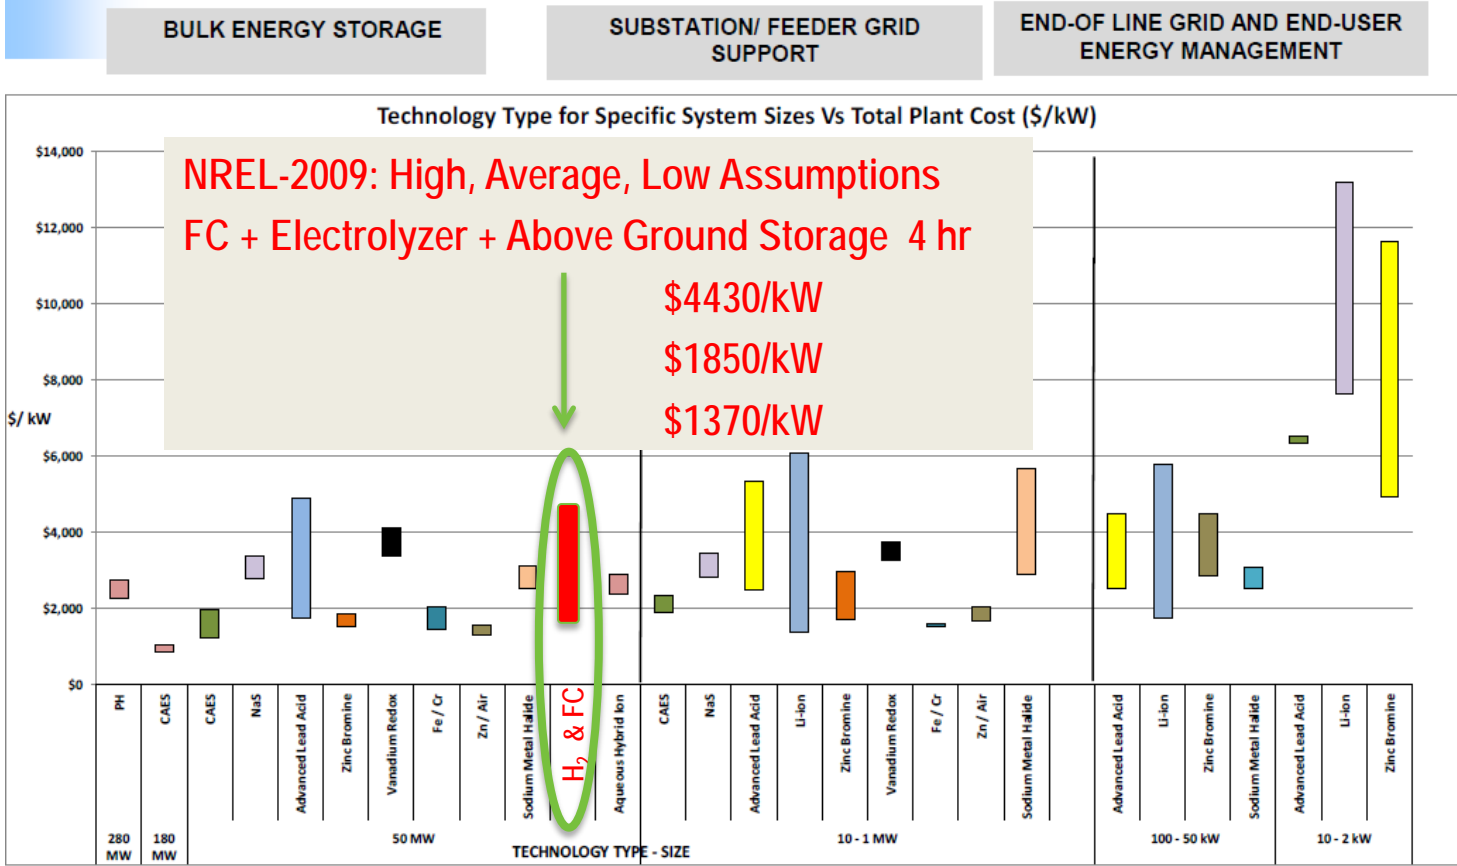 BULK ENERGY STORAGE
SUBSTATION/ FEEDER GRID
SUPPORT
END-OF LINE GRID AND END-USER
ENERGY MANAGEMENT
Technology Type for Specific System Sizes Vs Total Plant Cost ($/kW)
NREL-2009: High, Average, Low Assumptions
FC + Electrolyzer + Above Ground Storage 4 hr
$4430/kW
$1850/kW
$1370/kW
$14,000
$12,000
$10,000
$8,000
$/ kW
$6,000
$4,000
$2,000
$0
PH
CAES
CAES
NaS
Advanced Lead Acid
Zinc Bromine
Vanadium Redox
Fe / Cr
Zn / Air
Sodium Metal Halide
H₂ & FC
Aqueous Hybrid Ion
CAES
NaS
Advanced Lead Acid
Li-ion
Zinc Bromine
Vanadium Redox
Fe / Cr
Zn / Air
Sodium Metal Halide
Advanced Lead Acid
Li-ion
Zinc Bromine
Sodium Metal Halide
Advanced Lead Acid
Li-ion
Zinc Bromine
280
MW
180
MW
50 MW
10 - 1 MW
100 - 50 kW
10 - 2 kW
TECHNOLOGY TYPE - SIZE